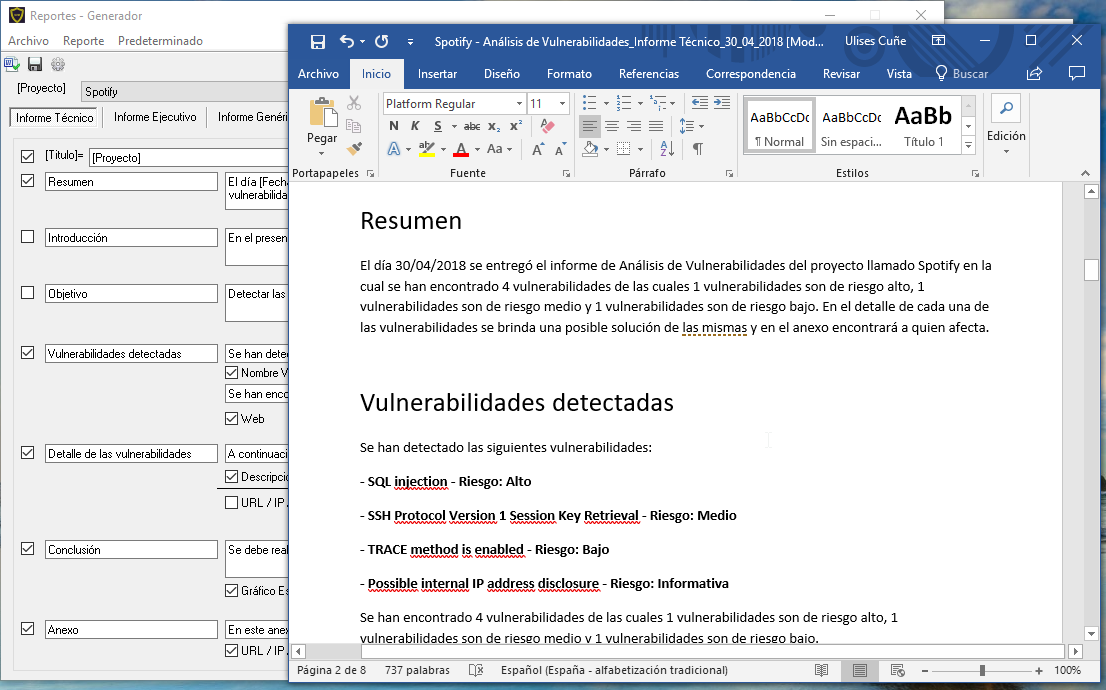 Reportes - Generador
Archivo Reporte Predeterminado
[Proyecto] Spotify
Informe Técnico Informe Ejecutivo Informe Genéri
[Titulo]= [Proyecto]
Resumen El día [Fech
vulnerabilida
Introducción En el presen
Objetivo Detectar las
Vulnerabilidades detectadas Se han detec
Nombre V
Se han enco
Web
Detalle de las vulnerabilidades A continuaci
Descripció
URL / IP
Conclusión Se debe real
Gráfico Es
Anexo En este anex
URL / IP
Spotify - Análisis de Vulnerabilidades_Informe Técnico_30_04_2018 [Mod... Ulises Cuñe
Archivo Inicio Insertar Diseño Formato Referencias Correspondencia Revisar Vista Buscar
Pegar
Portapapeles
Platform Regular 11
N K S abc x₂ x²
A ab A Aa A A
Fuente
Párrafo
AaBbCcDc AaBbCcDc AaBb
¶ Normal Sin espaci... Título 1
Estilos
Edición
Resumen
El día 30/04/2018 se entregó el informe de Análisis de Vulnerabilidades del proyecto llamado Spotify en la
cual se han encontrado 4 vulnerabilidades de las cuales 1 vulnerabilidades son de riesgo alto, 1
vulnerabilidades son de riesgo medio y 1 vulnerabilidades son de riesgo bajo. En el detalle de cada una de
las vulnerabilidades se brinda una posible solución de las mismas y en el anexo encontrará a quien afecta.
Vulnerabilidades detectadas
Se han detectado las siguientes vulnerabilidades:
- SQL injection - Riesgo: Alto
- SSH Protocol Version 1 Session Key Retrieval - Riesgo: Medio
- TRACE method is enabled - Riesgo: Bajo
- Possible internal IP address disclosure - Riesgo: Informativa
Se han encontrado 4 vulnerabilidades de las cuales 1 vulnerabilidades son de riesgo alto, 1
vulnerabilidades son de riesgo medio y 1 vulnerabilidades son de riesgo bajo.
Página 2 de 8 737 palabras Español (España - alfabetización tradicional) 100%